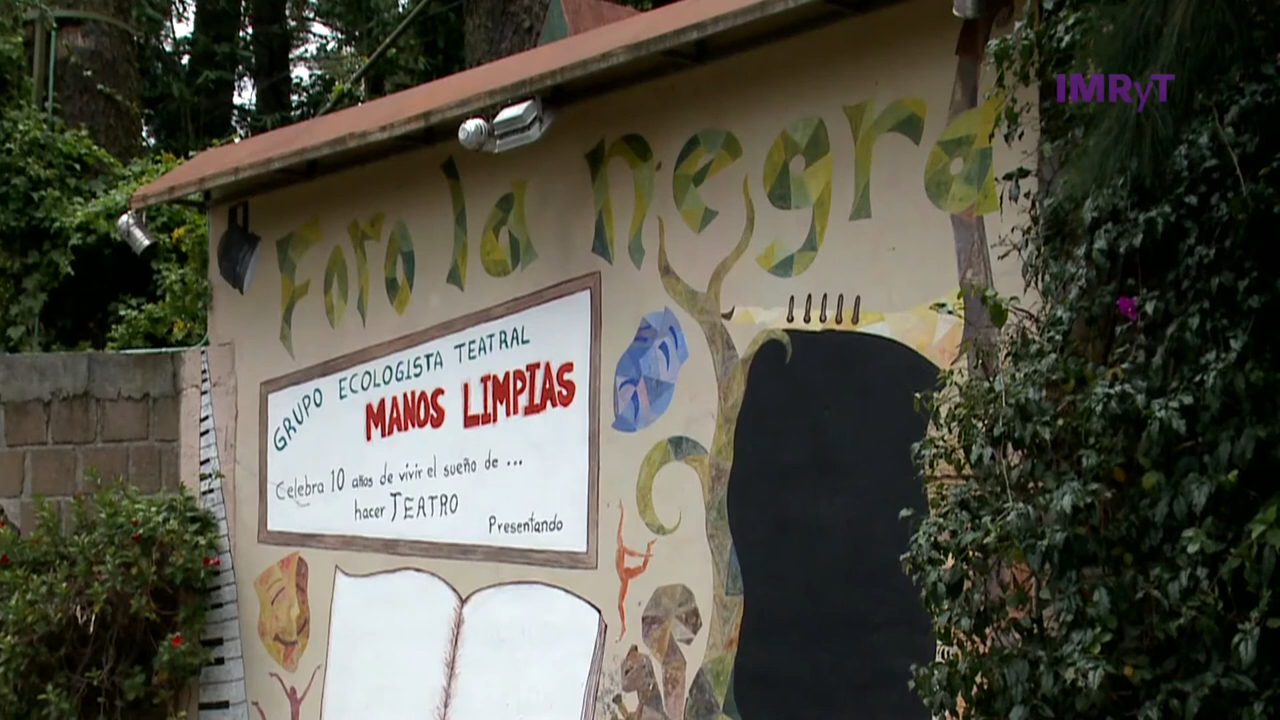 IMRyT
Foro la negra
GRUPO ECOLOGISTA TEATRAL
MANOS LIMPIAS
Celebra 10 años de vivir el sueño de ...
hacer TEATRO
Presentando